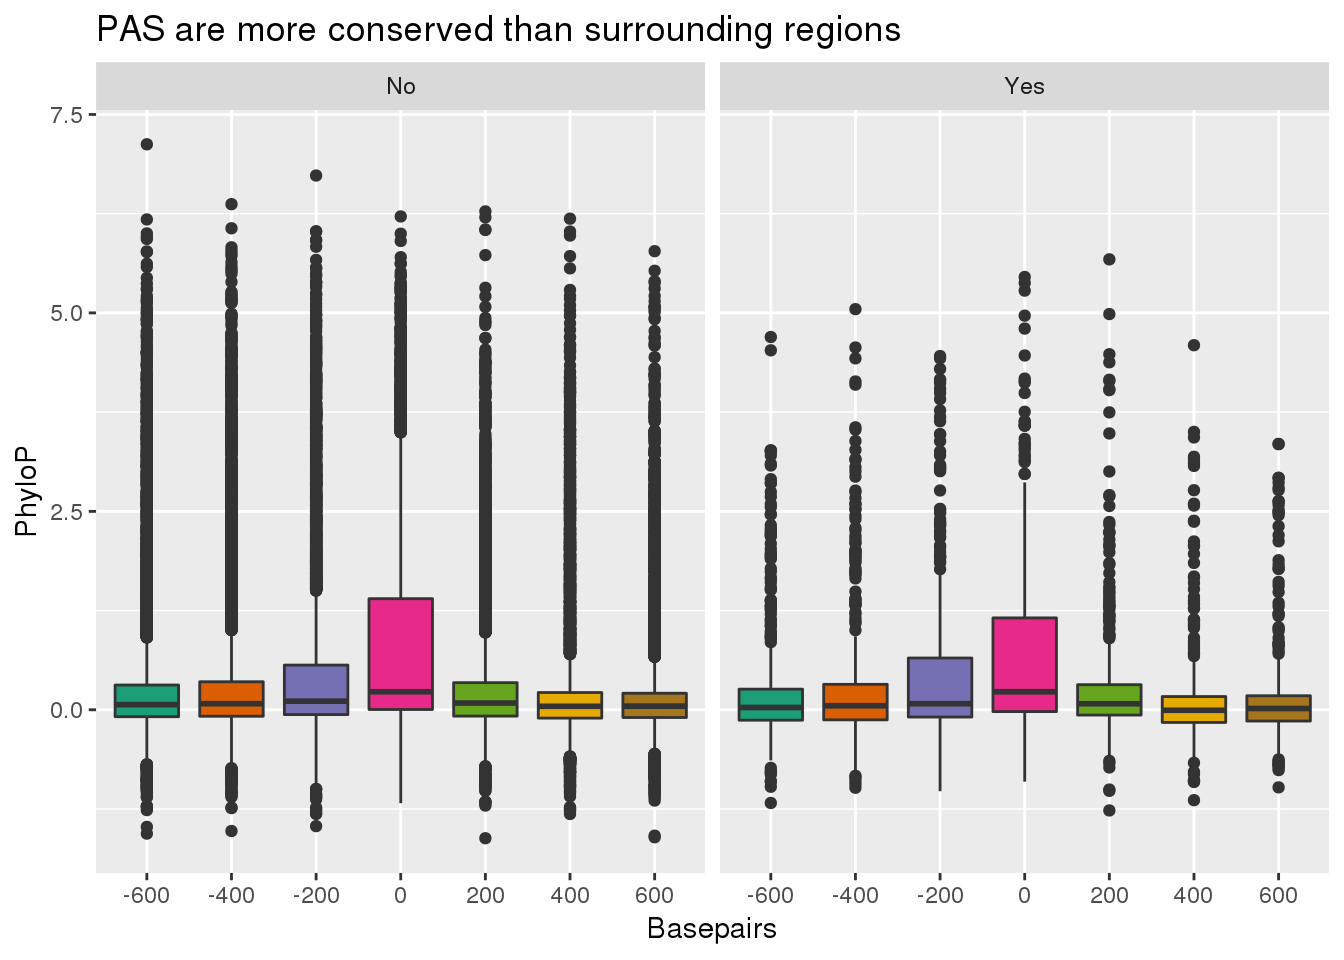 PAS are more conserved than surrounding regions
No Yes
7.5
5.0
2.5
0.0
PhyloP
-600 -400 -200 0 200 400 600 -600 -400 -200 0 200 400 600
Basepairs